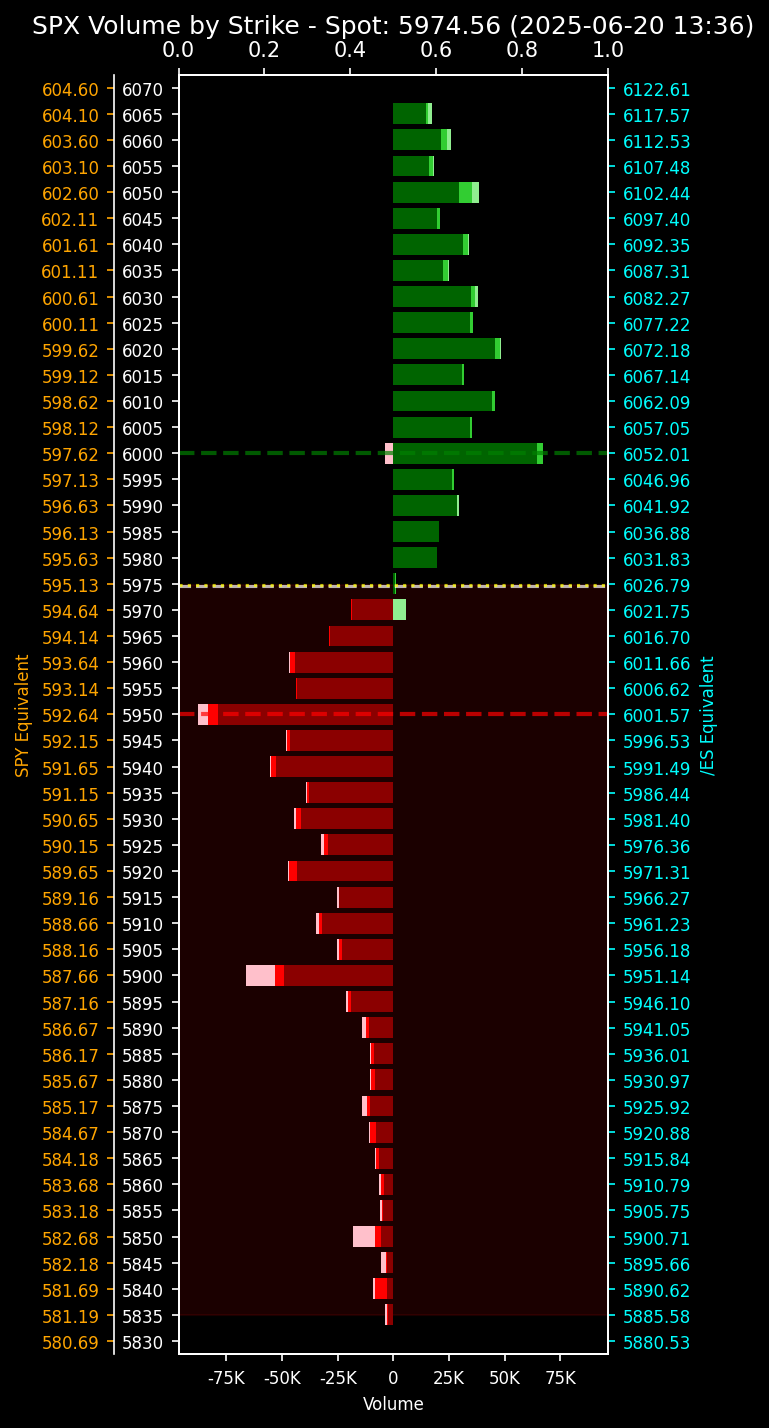 SPX Volume by Strike - Spot: 5974.56 (2025-06-20 13:36)
0.0 0.2 0.4 0.6 0.8 1.0
604.60 6070 6122.61
604.10 6065 6117.57
603.60 6060 6112.53
603.10 6055 6107.48
602.60 6050 6102.44
602.11 6045 6097.40
601.61 6040 6092.35
601.11 6035 6087.31
600.61 6030 6082.27
600.11 6025 6077.22
599.62 6020 6072.18
599.12 6015 6067.14
598.62 6010 6062.09
598.12 6005 6057.05
597.62 6000 6052.01
597.13 5995 6046.96
596.63 5990 6041.92
596.13 5985 6036.88
595.63 5980 6031.83
595.13 5975 6026.79
594.64 5970 6021.75
594.14 5965 6016.70
593.64 5960 6011.66
593.14 5955 6006.62
592.64 5950 6001.57
592.15 5945 5996.53
591.65 5940 5991.49
591.15 5935 5986.44
590.65 5930 5981.40
590.15 5925 5976.36
589.65 5920 5971.31
589.16 5915 5966.27
588.66 5910 5961.23
588.16 5905 5956.18
587.66 5900 5951.14
587.16 5895 5946.10
586.67 5890 5941.05
586.17 5885 5936.01
585.67 5880 5930.97
585.17 5875 5925.92
584.67 5870 5920.88
584.18 5865 5915.84
583.68 5860 5910.79
583.18 5855 5905.75
582.68 5850 5900.71
582.18 5845 5895.66
581.69 5840 5890.62
581.19 5835 5885.58
580.69 5830 5880.53
SPY Equivalent
/ES Equivalent
-75K -50K -25K 0 25K 50K 75K
Volume